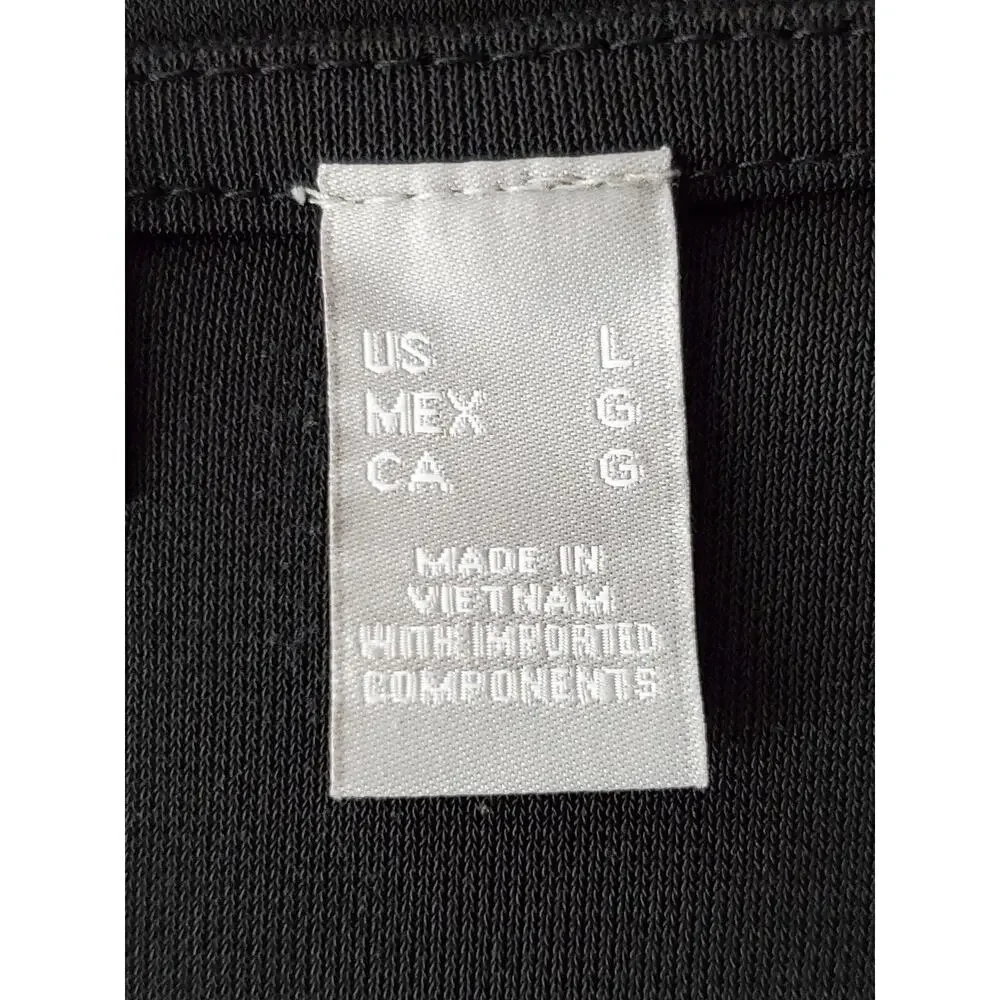 US L
MEX G
CA G
MADE IN
VIETNAM
WITH IMPORTED
COMPONENTS